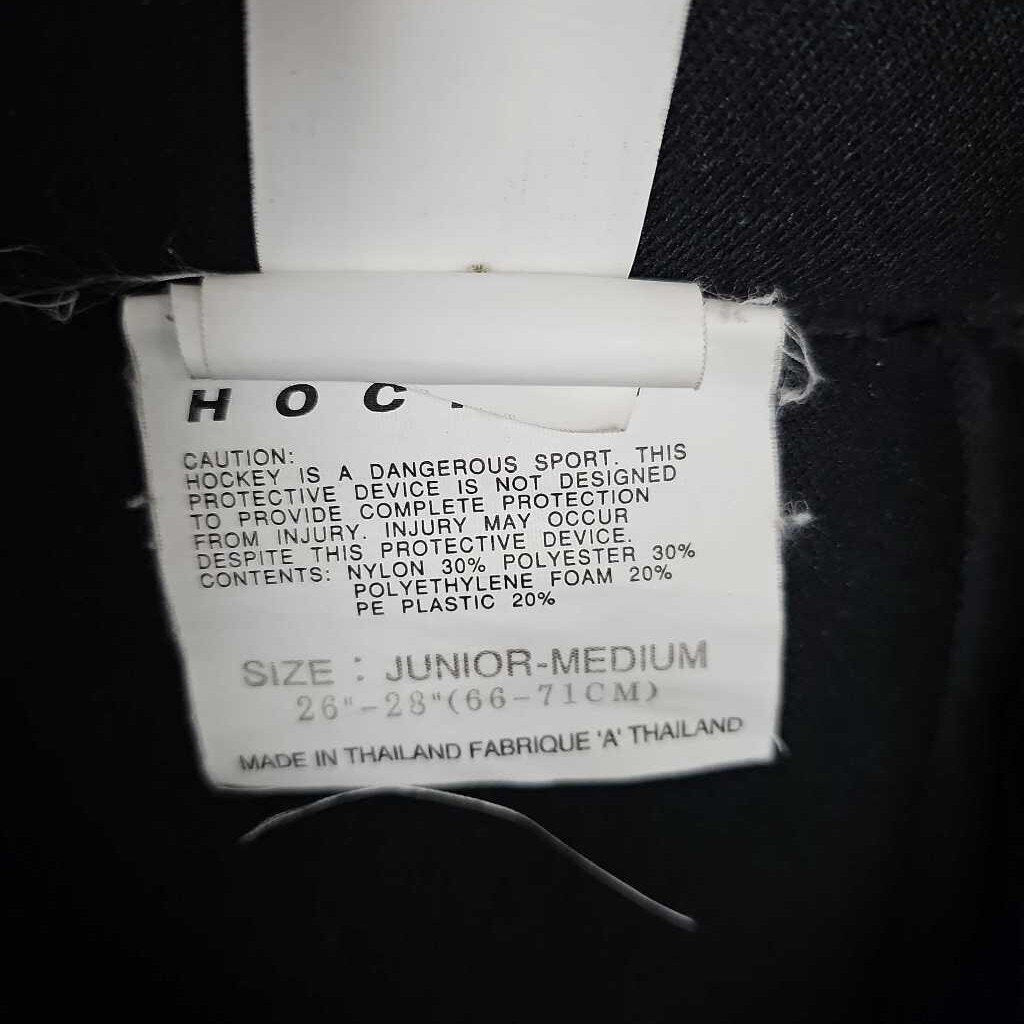 HOC
CAUTION:
HOCKEY IS A DANGEROUS SPORT. THIS
PROTECTIVE DEVICE IS NOT DESIGNED
TO PROVIDE COMPLETE PROTECTION
FROM INJURY. INJURY MAY OCCUR
DESPITE THIS PROTECTIVE DEVICE.
CONTENTS: NYLON 30% POLYESTER 30%
POLYETHYLENE FOAM 20%
PE PLASTIC 20%
SIZE : JUNIOR-MEDIUM
26"-28"(66-71CM)
MADE IN THAILAND FABRIQUE 'A' THAILAND